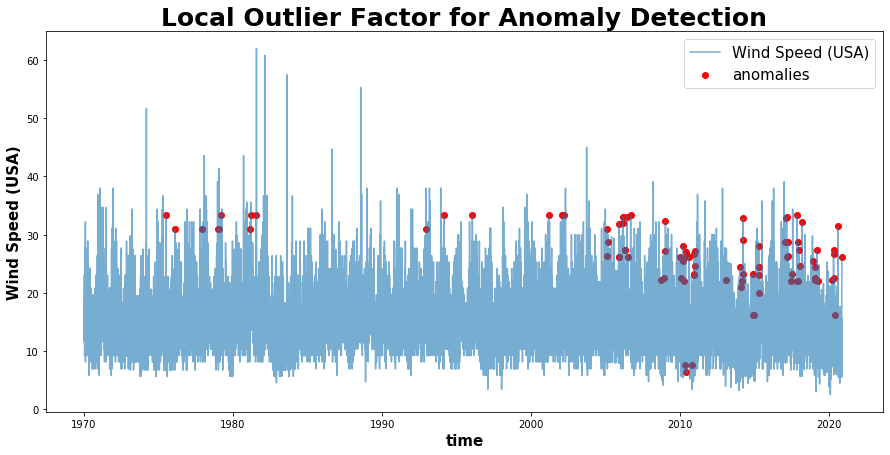 Local Outlier Factor for Anomaly Detection
Wind Speed (USA)
anomalies
Wind Speed (USA)
60
50
40
30
20
10
0
1970
1980
1990
2000
2010
2020
time